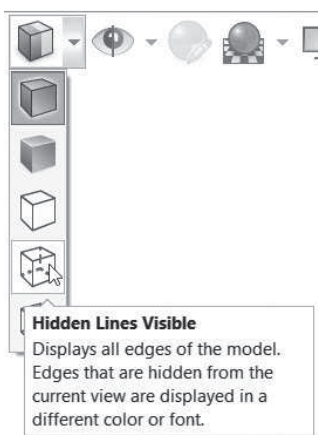 Hidden Lines Visible
Displays all edges of the model.
Edges that are hidden from the
current view are displayed in a
different color or font.